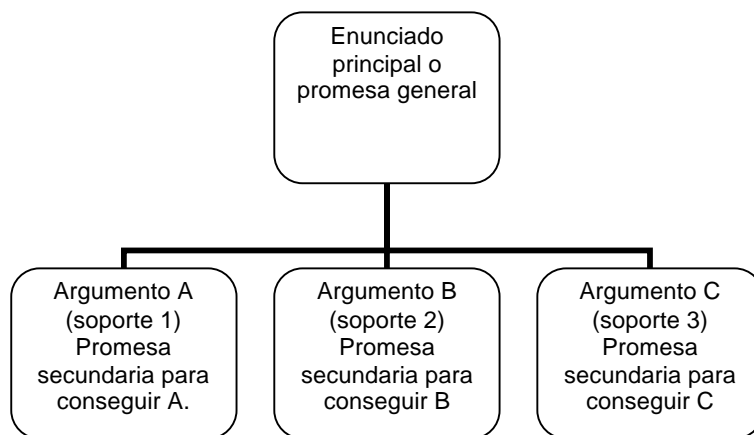 Enunciado
principal o
promesa general
Argumento A
(soporte 1)
Promesa
secundaria para
conseguir A.
Argumento B
(soporte 2)
Promesa
secundaria para
conseguir B
Argumento C
(soporte 3)
Promesa
secundaria para
conseguir C